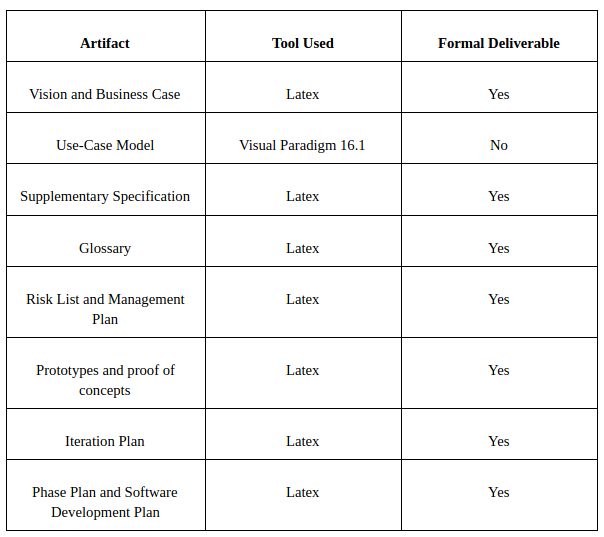 Artifact Tool Used Formal Deliverable
Vision and Business Case Latex Yes
Use-Case Model Visual Paradigm 16.1 No
Supplementary Specification Latex Yes
Glossary Latex Yes
Risk List and Management Latex Yes
Plan
Prototypes and proof of Latex Yes
concepts
Iteration Plan Latex Yes
Phase Plan and Software Latex Yes
Development Plan